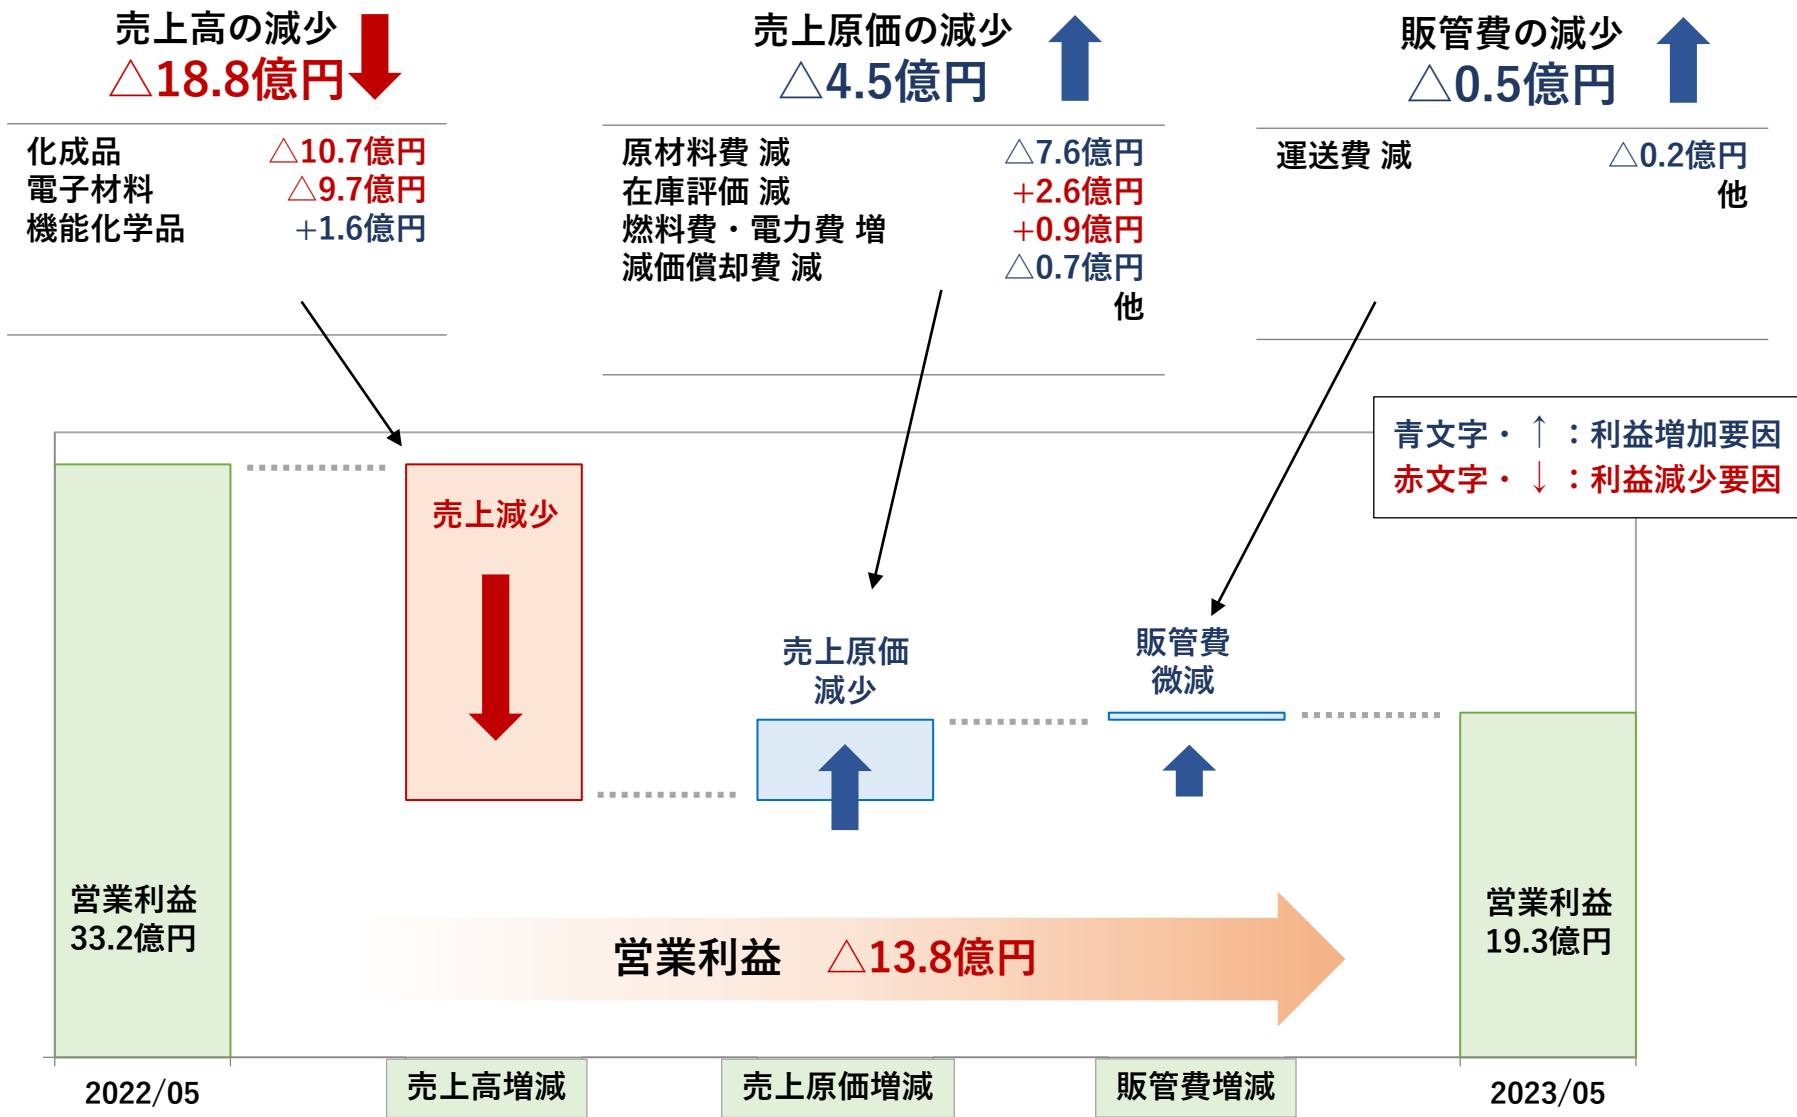 売上高の減少
△18.8億円
化成品 △10.7億円
電子材料 △9.7億円
機能化学品 +1.6億円
売上原価の減少
△4.5億円
原材料費 減 △7.6億円
在庫評価 減 +2.6億円
燃料費・電力費 増 +0.9億円
減価償却費 減 △0.7億円
他
販管費の減少
△0.5億円
運送費 減 △0.2億円
他
青文字・↑：利益増加要因
赤文字・↓：利益減少要因
売上減少
売上原価
減少
販管費
微減
営業利益
33.2億円
営業利益 △13.8億円
営業利益
19.3億円
2022/05
売上高増減
売上原価増減
販管費増減
2023/05